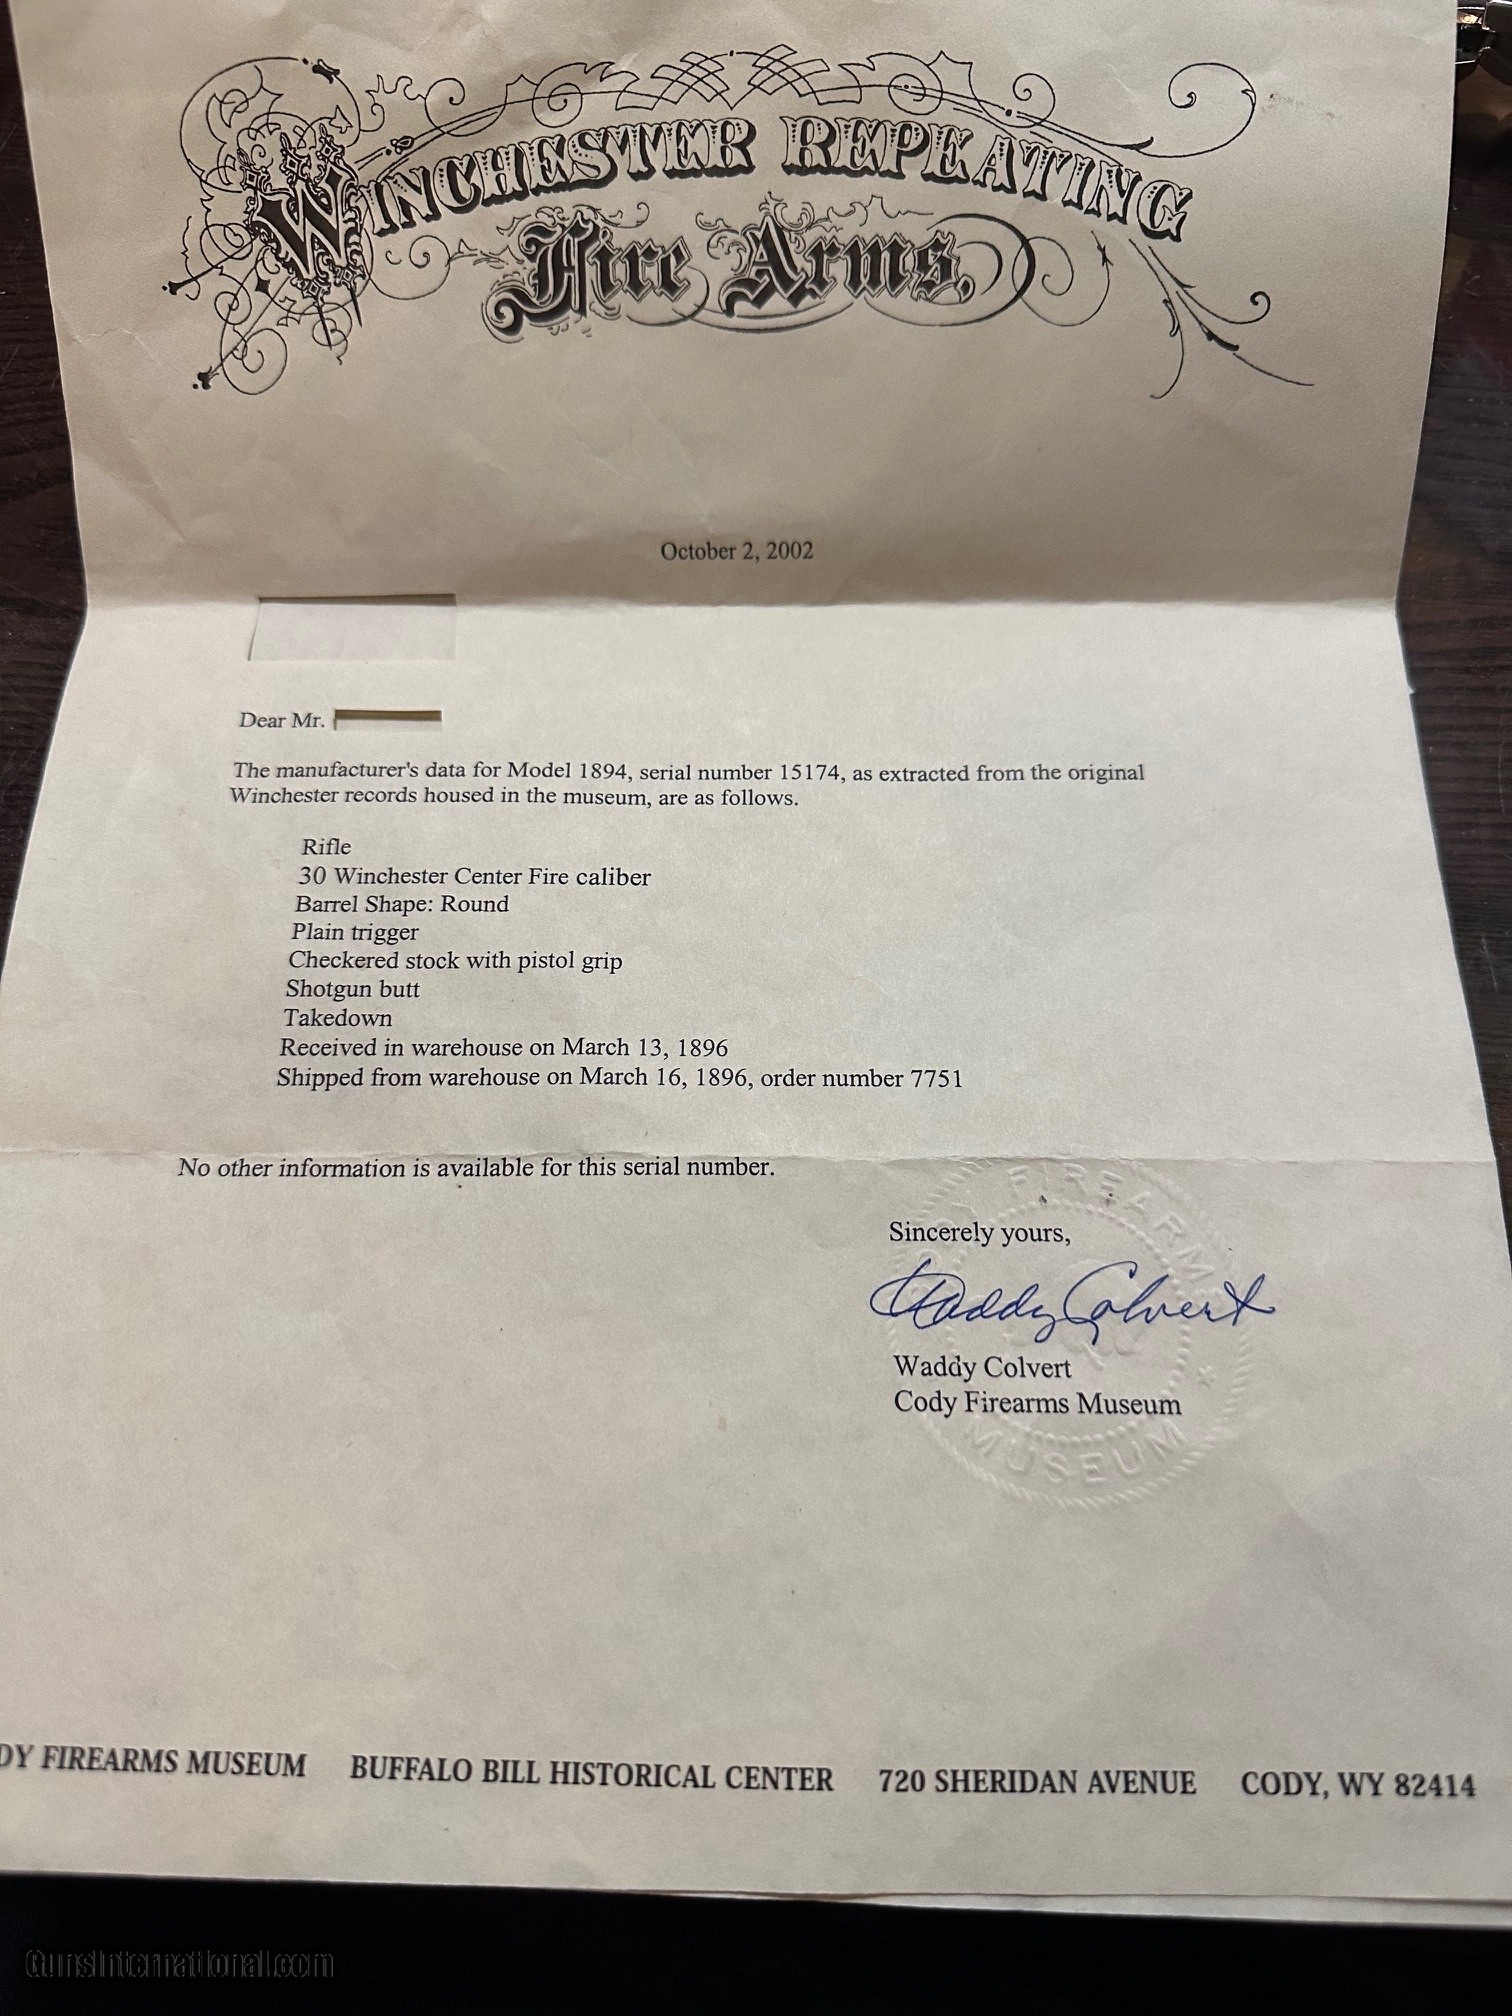 WINCHESTER REPEATING
Fire Arms.
October 2, 2002
Dear Mr.
The manufacturer's data for Model 1894, serial number 15174, as extracted from the original
Winchester records housed in the museum, are as follows.
Rifle
30 Winchester Center Fire caliber
Barrel Shape: Round
Plain trigger
Checkered stock with pistol grip
Shotgun butt
Takedown
Received in warehouse on March 13, 1896
Shipped from warehouse on March 16, 1896, order number 7751
No other information is available for this serial number.
FIREARMS
MUSEUM
Sincerely yours,
Waddy Colvert
Waddy Colvert
Cody Firearms Museum
DY FIREARMS MUSEUM BUFFALO BILL HISTORICAL CENTER 720 SHERIDAN AVENUE CODY, WY 82414
GunsInternational.com